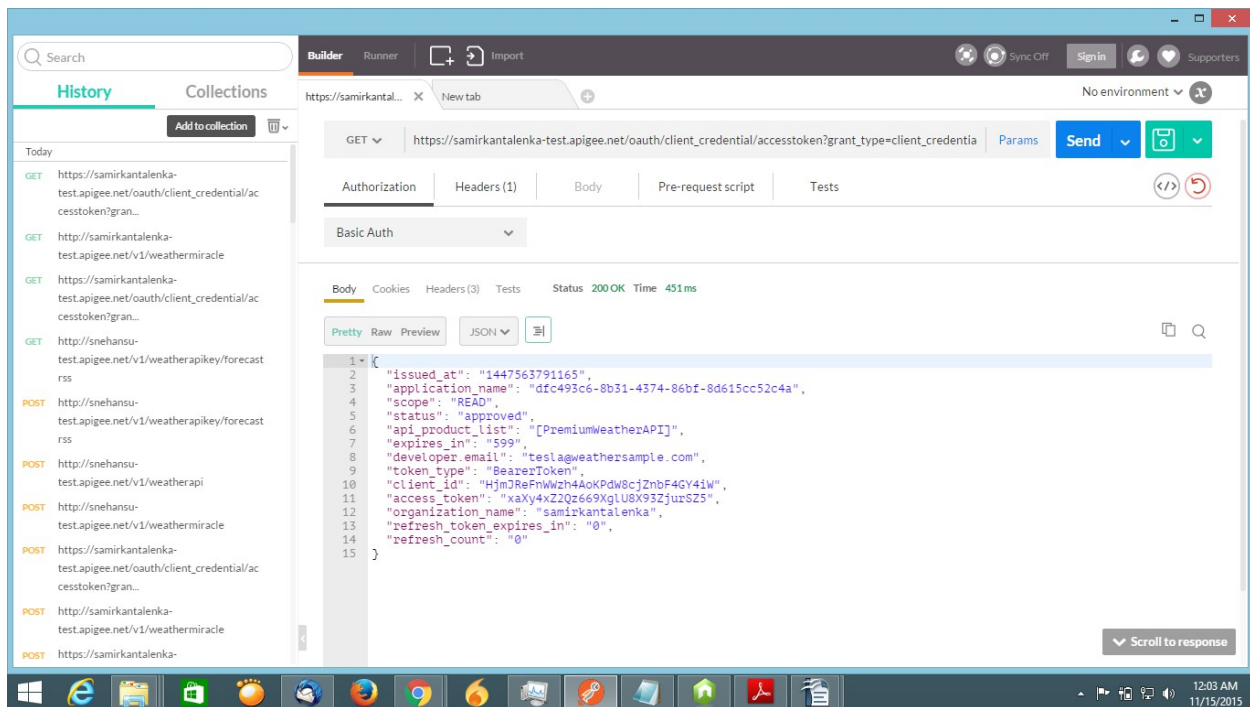 Search
Builder Runner Import Sync Off Sign in Supporters
History Collections
https://samirkantal... X New tab No environment
Add to collection
GET https://samirkantalenka-test.apigee.net/oauth/client_credential/accesstoken?grant_type=client_credentia Params Send
Today
GET https://samirkantalenka-
test.apigee.net/oauth/client_credential/ac
cesstoken?gran...
GET http://samirkantalenka-
test.apigee.net/v1/weathermiracle
GET https://samirkantalenka-
test.apigee.net/oauth/client_credential/ac
cesstoken?gran...
GET http://snehansu-
test.apigee.net/v1/weatherapikey/forecast
rss
POST http://snehansu-
test.apigee.net/v1/weatherapikey/forecast
rss
POST http://snehansu-
test.apigee.net/v1/weatherapi
POST http://snehansu-
test.apigee.net/v1/weathermiracle
POST https://samirkantalenka-
test.apigee.net/oauth/client_credential/ac
cesstoken?gran...
POST http://samirkantalenka-
test.apigee.net/v1/weathermiracle
POST https://samirkantalenka-
Authorization Headers (1) Body Pre-request script Tests
Basic Auth
Body Cookies Headers (3) Tests Status 200 OK Time 451 ms
Pretty Raw Preview JSON
1 {
2 "issued_at": "1447563791165",
3 "application_name": "dfc493c6-8b31-4374-86bf-8d615cc52c4a",
4 "scope": "READ",
5 "status": "approved",
6 "api_product_list": "[PremiumWeatherAPI]",
7 "expires_in": "599",
8 "developer.email": "tesla@weathersample.com",
9 "token_type": "BearerToken",
10 "client_id": "HjmJReFnWWzh4AoKPdW8cjZnbF4GY4iW",
11 "access_token": "xaXy4xZ2Qz669XglU8X93ZjurSZ5",
12 "organization_name": "samirkantalenka",
13 "refresh_token_expires_in": "0",
14 "refresh_count": "0"
15 }
Scroll to response
12:03 AM
11/15/2015